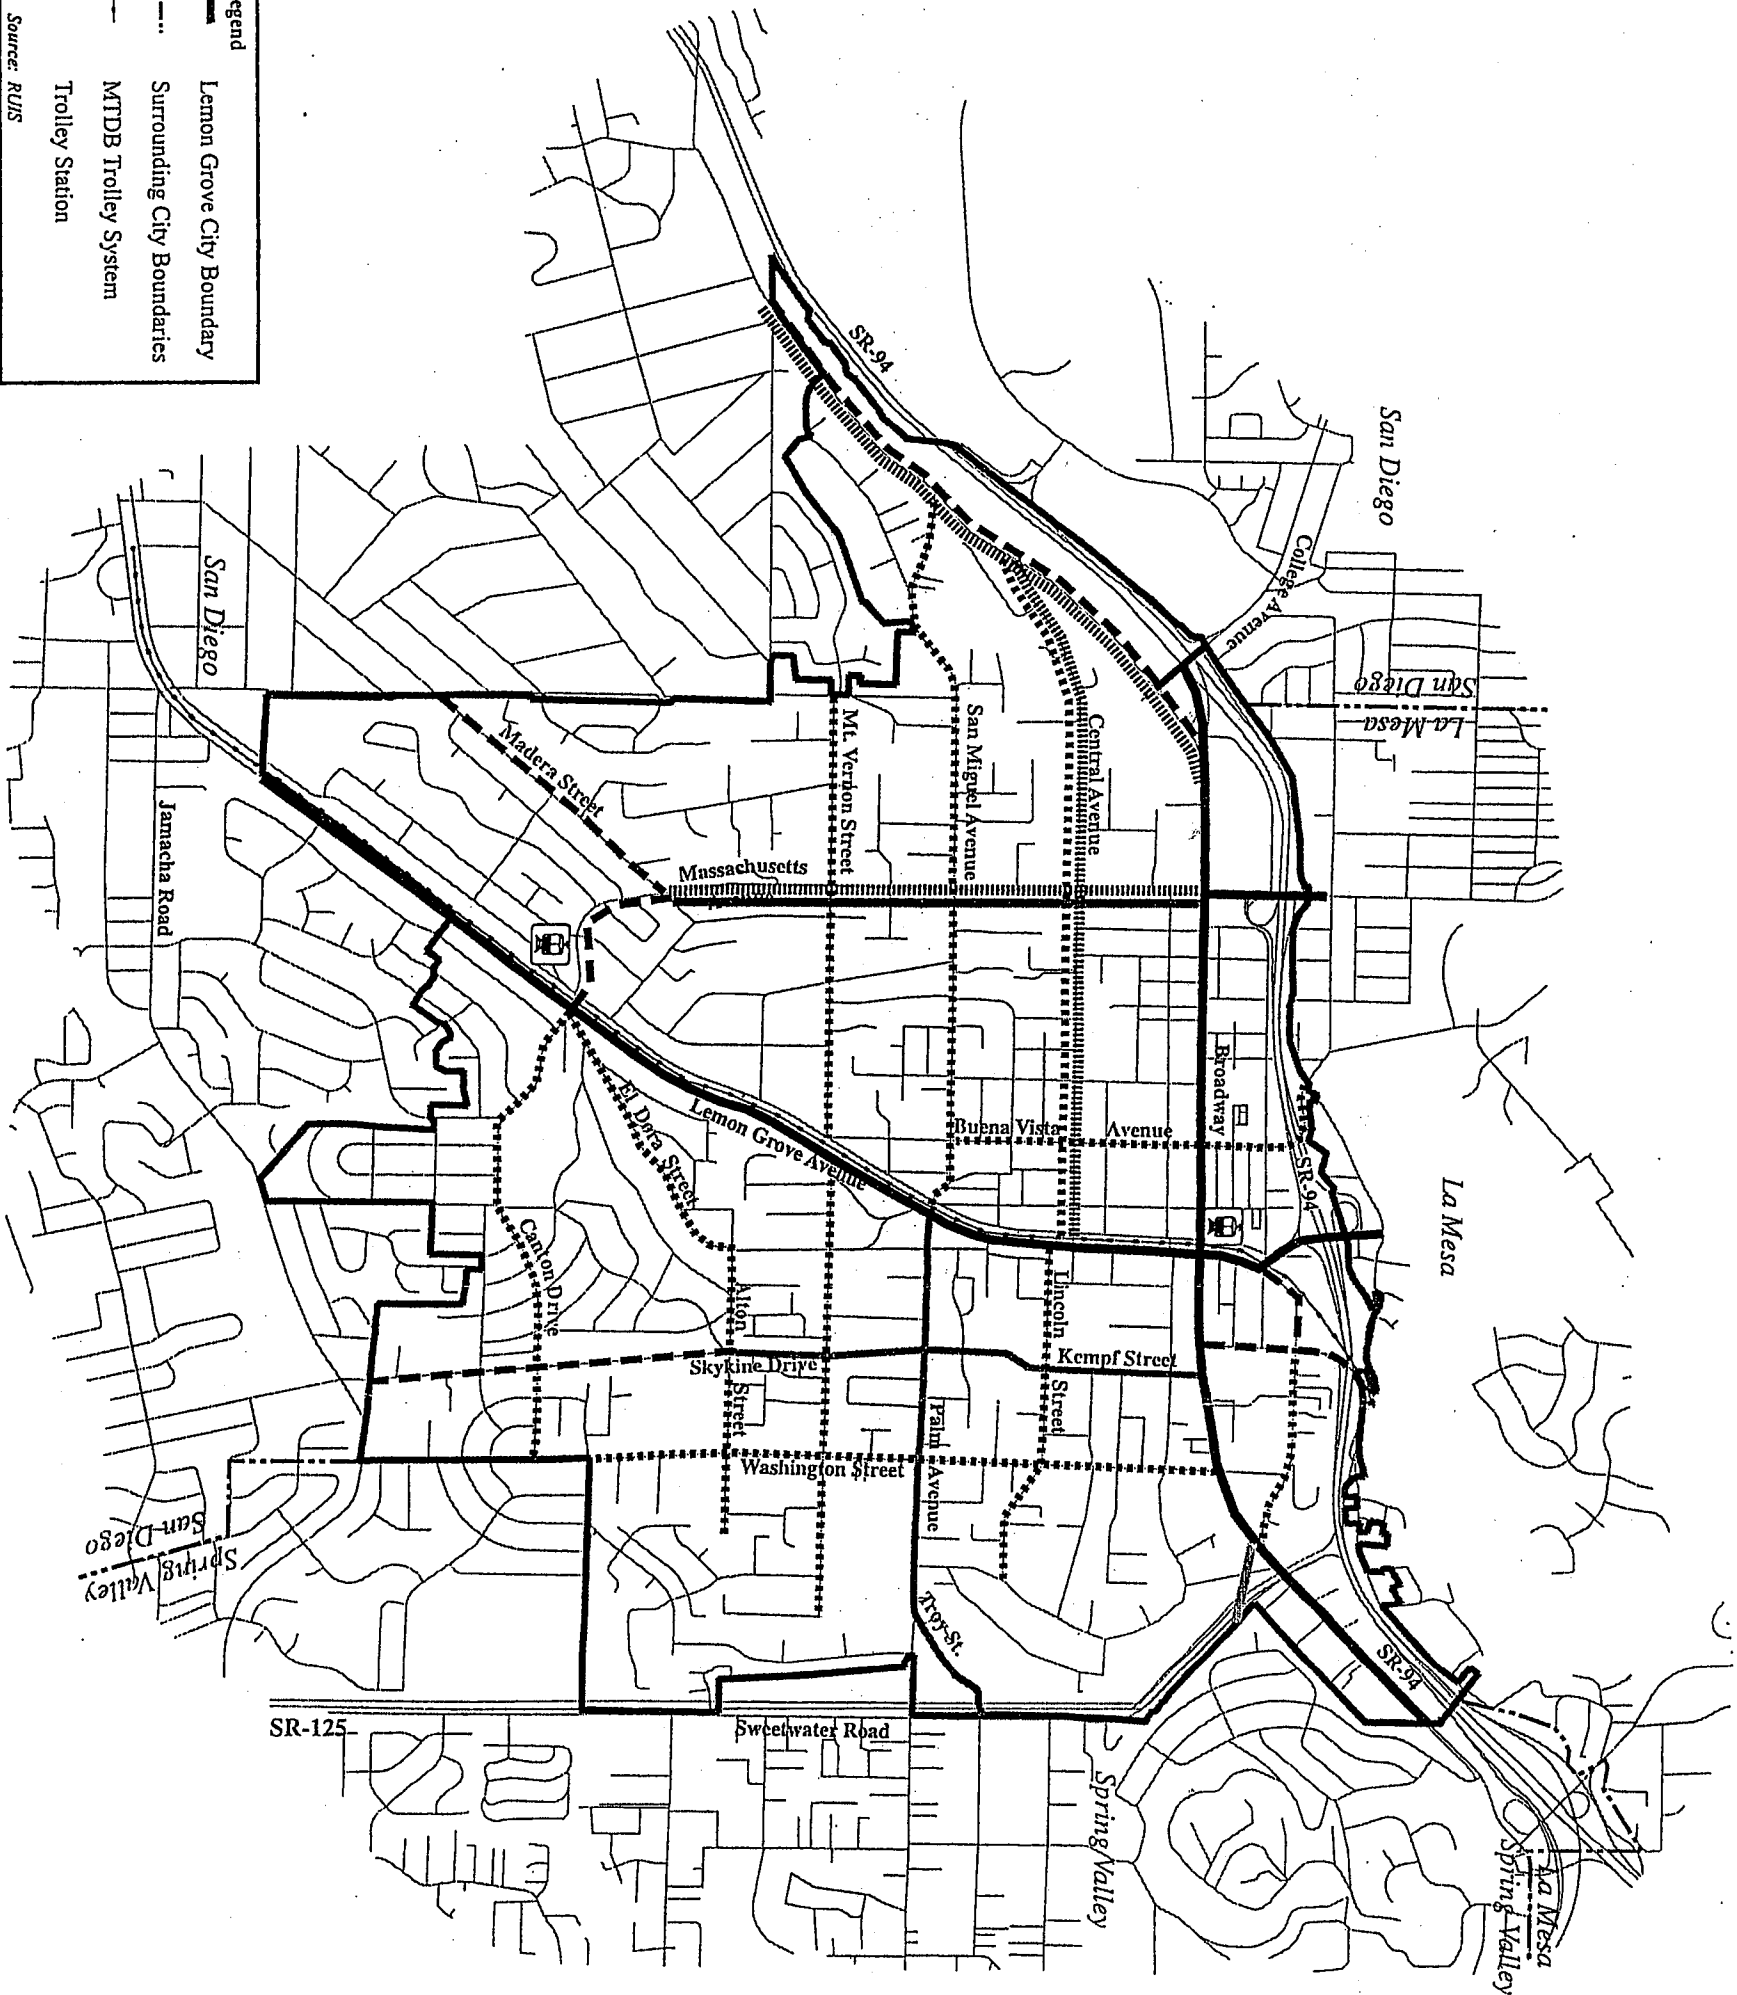 egend
Lemon Grove City Boundary
Surrounding City Boundaries
MTDB Trolley System
Trolley Station
Source: RUIS
San Diego
SR-94
College Avenue
San Diego
La Mesa
San Diego
Madera Street
Mt. Vernon Street
San Miguel Avenue
Central Avenue
Massachusetts
Jamacha Road
Broadway
Buena Vista
Avenue
SR-94
La Mesa
El Dora Street
Lemon Grove Avenue
Canton Drive
Alton
Street
Lincoln
Street
Skykine Drive
Kempf Street
Palm
Avenue
Washington Street
San Diego
Spring Valley
Troy St.
SR-94
SR-125
Sweetwater Road
Spring Valley
La Mesa
Spring Valley